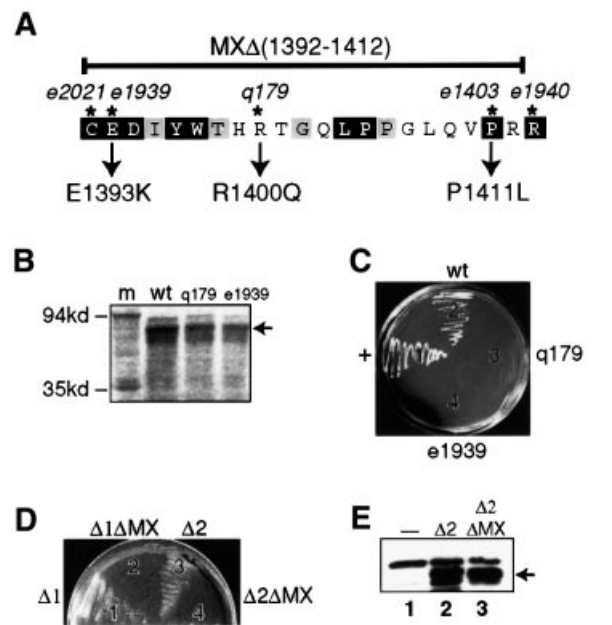 A
MXΔ(1392-1412)
e2021 e1939 q179 e1403 e1940
* * * * *
C E D I Y W T H R T G Q L P P G L Q V P R R
E1393K R1400Q P1411L
B
m wt q179 e1939
94kd
35kd
C
wt
2
+
3
q179
4
e1939
D
Δ1ΔMX Δ2
2 3
Δ1
1
4
Δ2ΔMX
E
Δ2
— Δ2 ΔMX
1 2 3